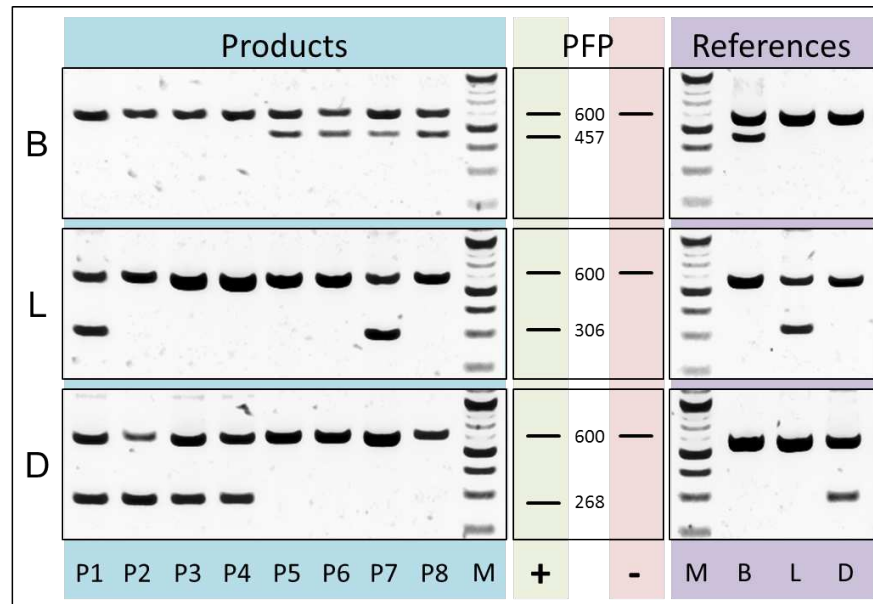 Products PFP References
B 600 457
L 600 306
D 600 268
P1 P2 P3 P4 P5 P6 P7 P8 M + - M B L D